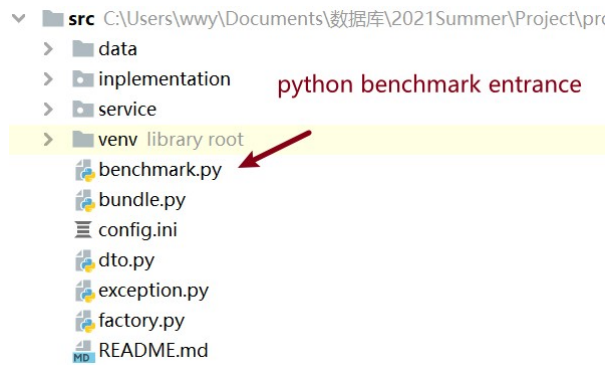 src C:\Users\wwy\Documents\数据库\2021Summer\Project\pro
data
inplementation
python benchmark entrance
service
venv library root
benchmark.py
bundle.py
config.ini
dto.py
exception.py
factory.py
MD README.md